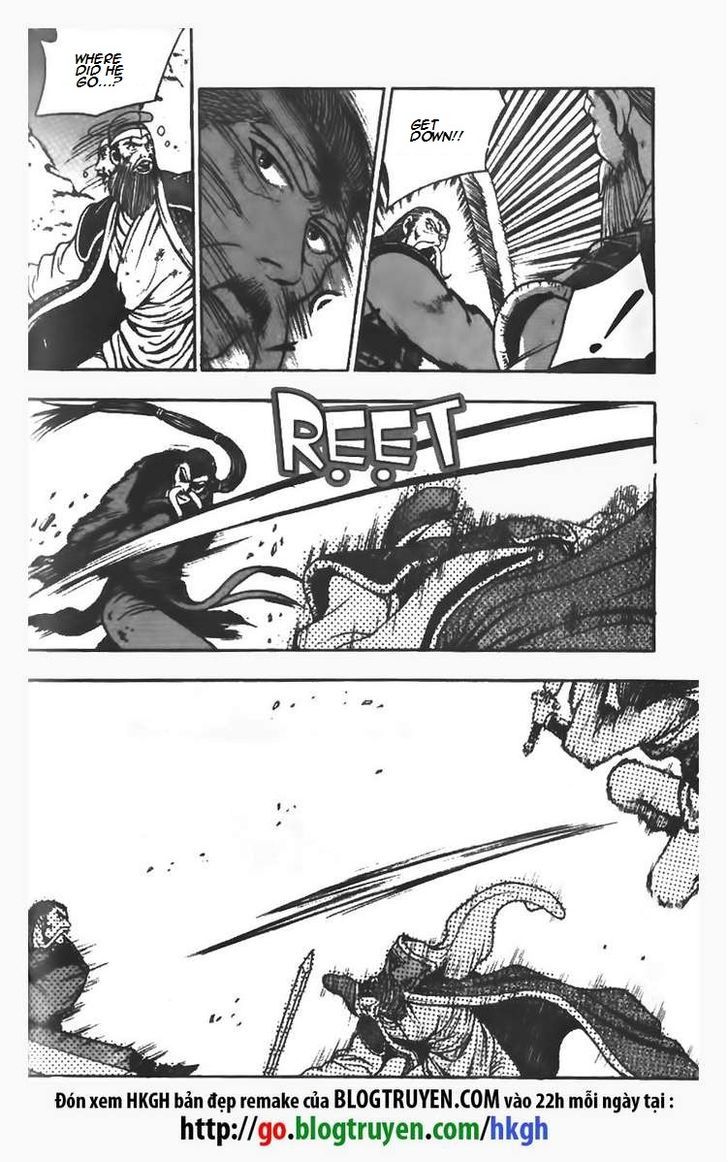 WHERE
DID HE
GO...?
GET
DOWN!!
!
RẸẸT
Đón xem HKGH bản đẹp remake của BLOGTRUYEN.COM vào 22h mỗi ngày tại :
http://go.blogtruyen.com/hkgh